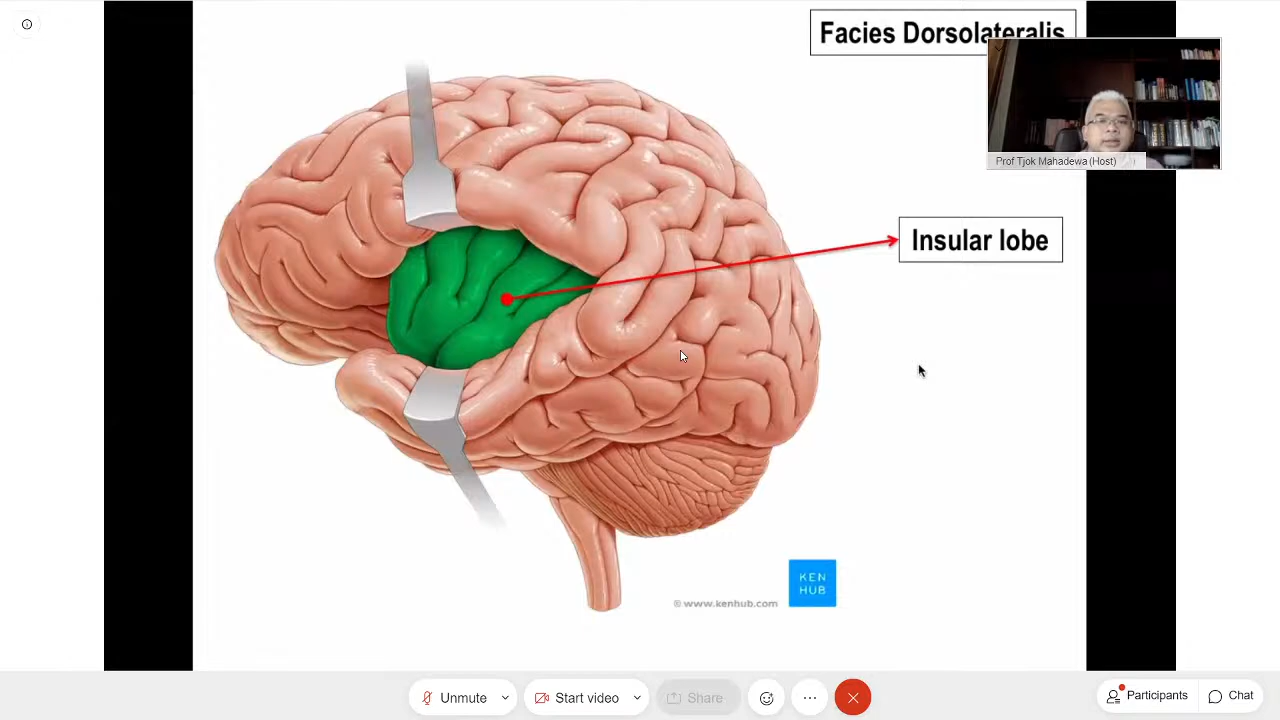 Facies Dorsolateralis
Prof Tjok Mahadewa (Host)
Insular lobe
KEN
HUB
© www.kenhub.com
Unmute
Start video
Share
Participants
Chat